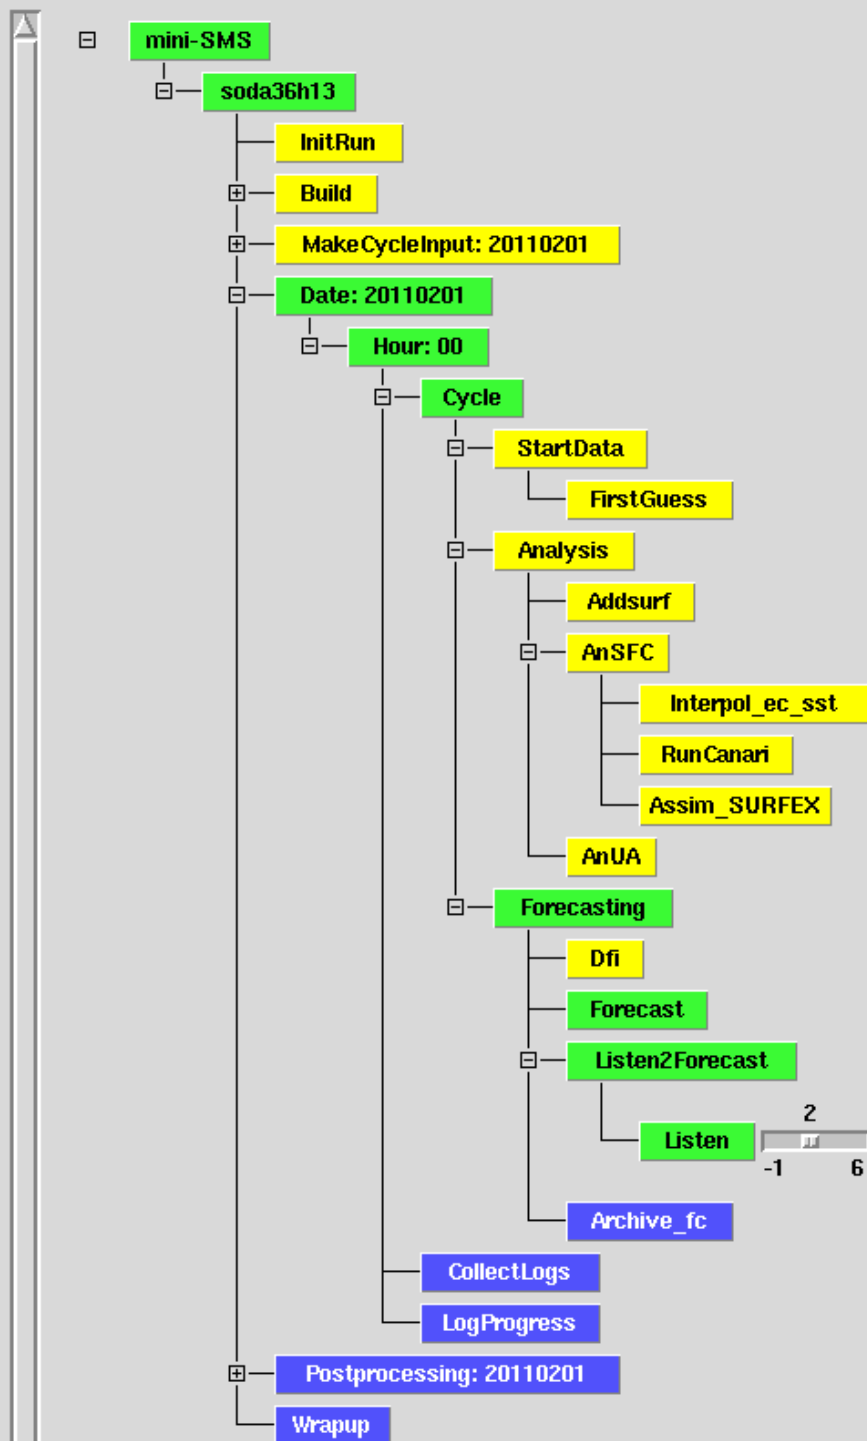 mini-SMS
soda36h13
InitRun
Build
MakeCycleInput: 20110201
Date: 20110201
Hour: 00
Cycle
StartData
FirstGuess
Analysis
Addsurf
AnSFC
Interpol_ec_sst
RunCanari
Assim_SURFEX
AnUA
Forecasting
Dfi
Forecast
Listen2Forecast
2
Listen
-1 6
Archive_fc
CollectLogs
LogProgress
Postprocessing: 20110201
Wrapup